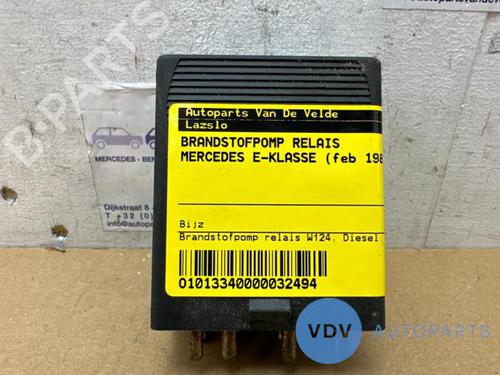 B-PARTS
Autoparts Van De Velde
Lazslo
BRANDSTOFPOMP RELAIS
MERCEDES E-KLASSE (feb 198
Bijz
Brandstofpomp relais W124, Diesel
01013340000032494
MERCEDES - BEN
Dijkstraat 8
T +32 (0)
info@autopa
VDV AUTOPARTS